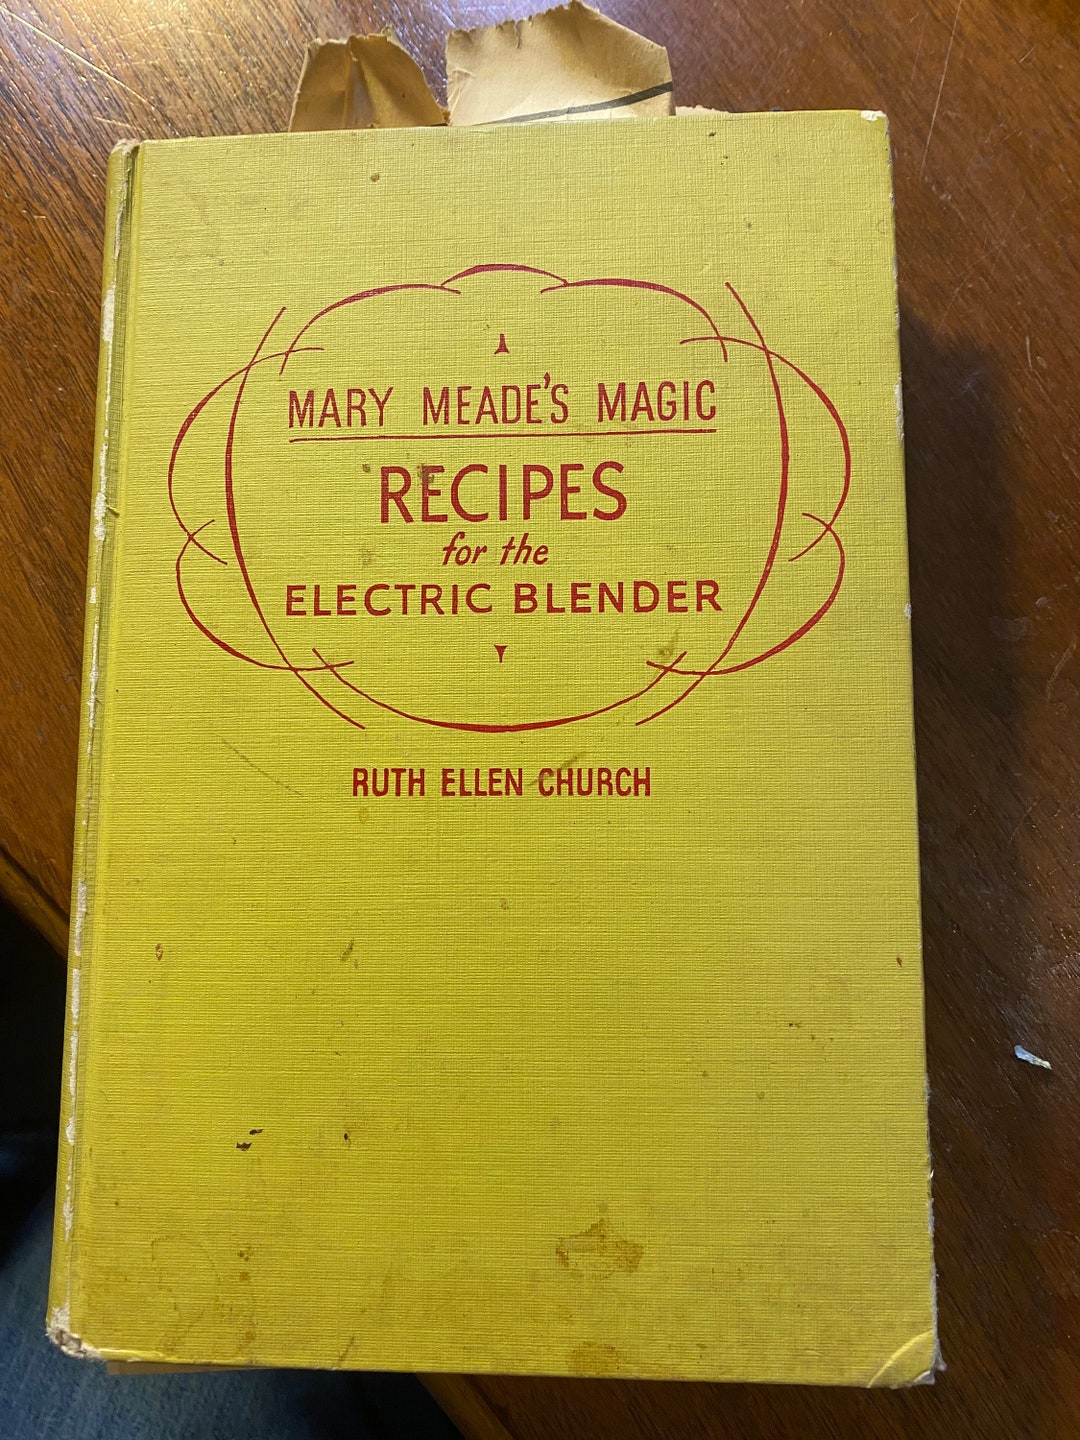 MARY MEADE'S MAGIC
RECIPES
for the
ELECTRIC BLENDER
RUTH ELLEN CHURCH